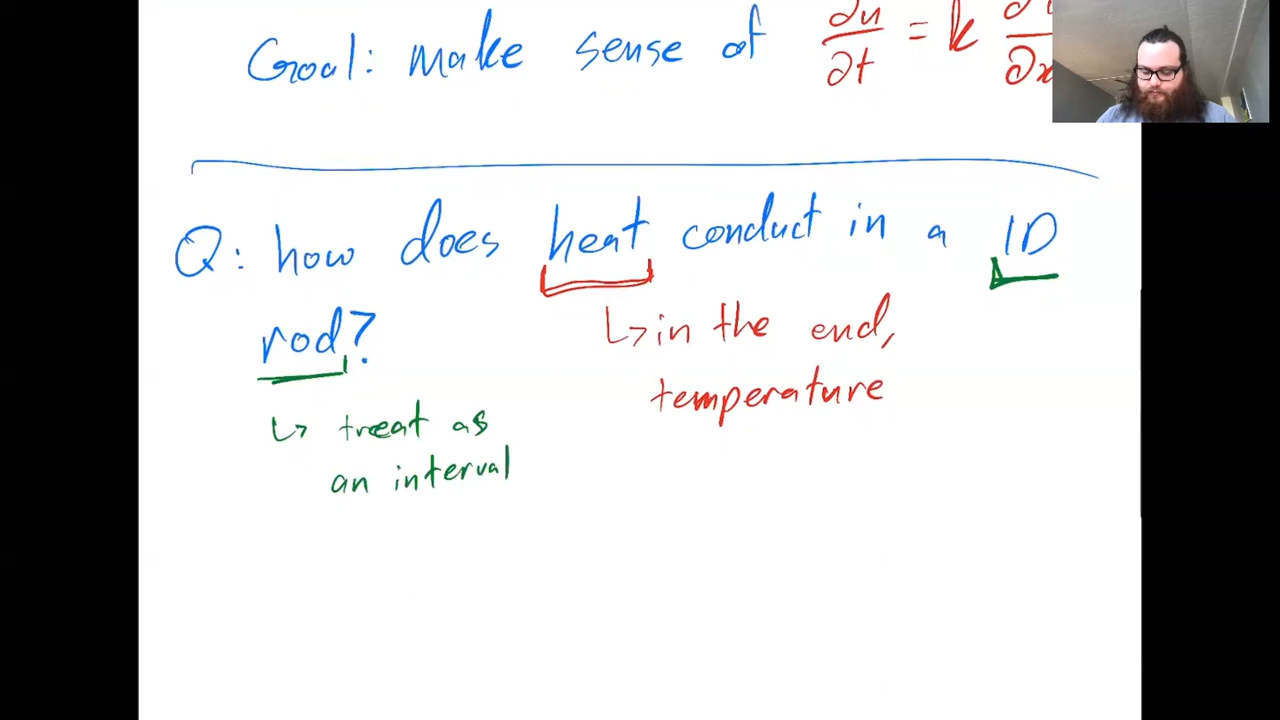 Goal: make sense of ∂u/∂t = k ∂
Q: how does heat conduct in a 1D
rod?
↳ in the end,
temperature
↳ treat as
an interval